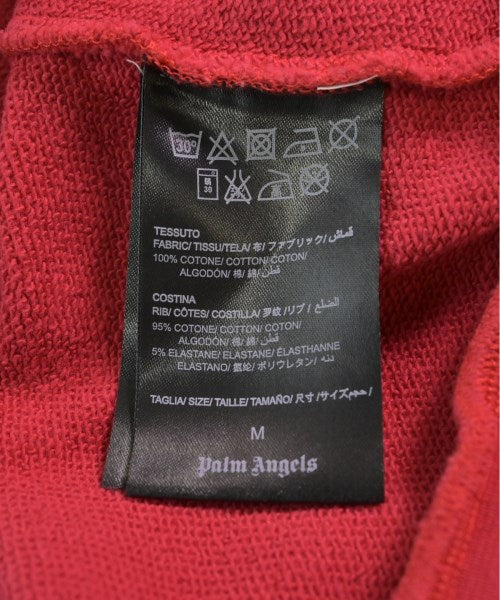 30°
弱
30
TESSUTO
FABRIC/ TISSU/TELA/ 布/ ファブリック/ قماش
100% COTONE/ COTTON/ COTON/
ALGODÓN/ 棉/ 綿/ قطن
COSTINA
RIB/ CÔTES/ COSTILLA/ 罗纹/ リブ / الضلع
95% COTONE/ COTTON/ COTON/
ALGODÓN/ 棉/ 綿/ قطن
5% ELASTANE/ ELASTANE/ ÉLASTHANNE
ELASTANO/ 氨纶/ ポリウレタン/
TAGLIA/ SIZE/ TAILLE/ TAMAÑO/ 尺寸 /サイズ/ حجم/
M
Palm Angels